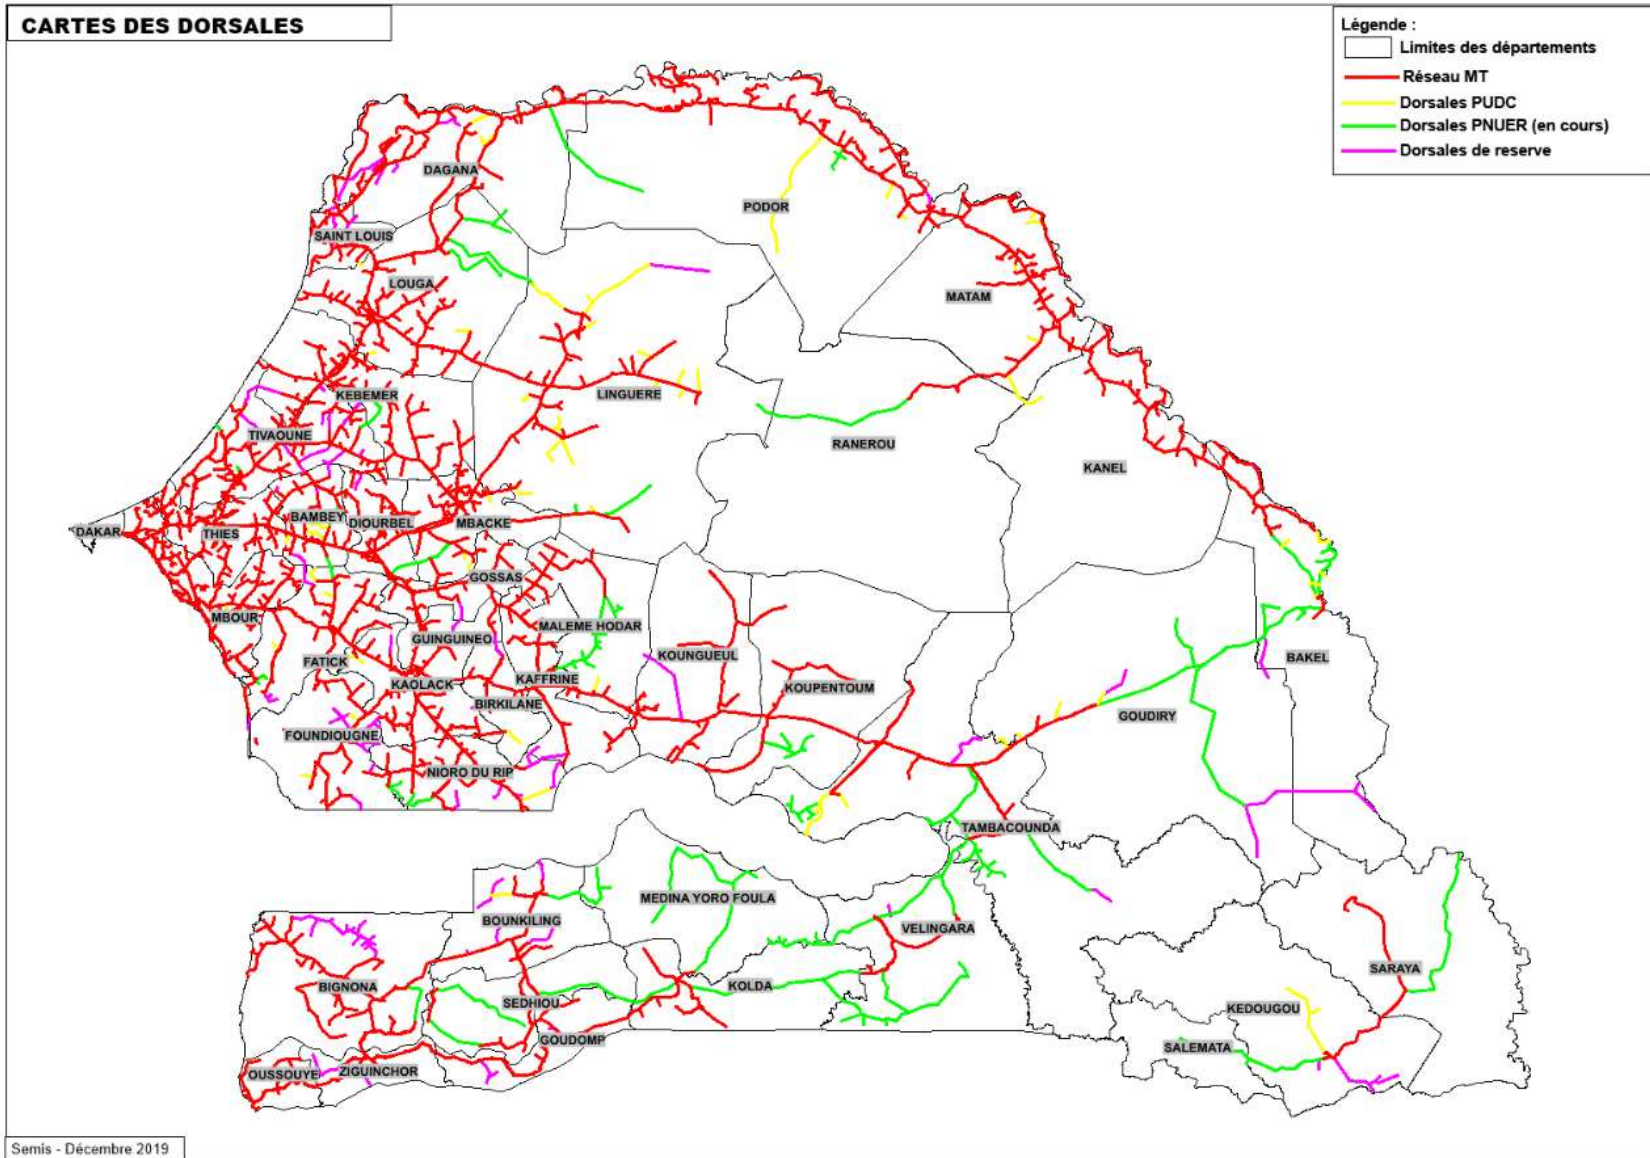 CARTES DES DORSALES
Légende :
Limites des départements
Réseau MT
Dorsales PUDC
Dorsales PNUER (en cours)
Dorsales de reserve
DAGANA
PODOR
SAINT LOUIS
LOUGA
MATAM
KEBEMER
LINGUERE
TIVAOUNE
RANEROU
KANEL
BAMBEY
DIOURBEL
MBACKE
DAKAR
THIES
GOSSAS
MBOUR
MALEME HODAR
GUINGUINEO
KOUNGUEUL
BAKEL
FATICK
KAOLACK
KAFFRINE
KOUPENTOUM
BIRKILANE
GOUDIRY
FOUNDIOUGNE
NIORO DU RIP
TAMBACOUNDA
MEDINA YORO FOULA
BOUNKILING
VELINGARA
SARAYA
BIGNONA
KOLDA
SEDHIOU
KEDOUGOU
GOUDOMP
SALEMATA
OUSSOUYE
ZIGUINCHOR
Semis - Décembre 2019